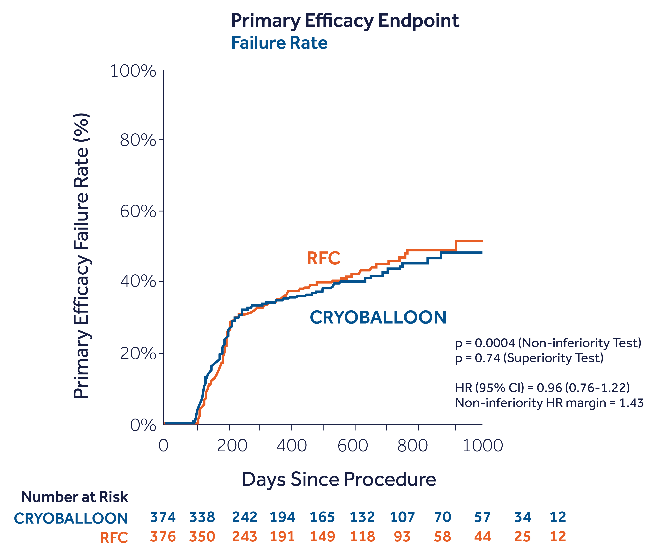 Primary Efficacy Endpoint
Failure Rate
Primary Efficacy Failure Rate (%)
100%
80%
60%
40%
20%
0%
RFC
CRYOBALLOON
p = 0.0004 (Non-inferiority Test)
p = 0.74 (Superiority Test)
HR (95% CI) = 0.96 (0.76-1.22)
Non-inferiority HR margin = 1.43
0 200 400 600 800 1000
Days Since Procedure
Number at Risk
CRYOBALLOON 374 338 242 194 165 132 107 70 57 34 12
RFC 376 350 243 191 149 118 93 58 44 25 12